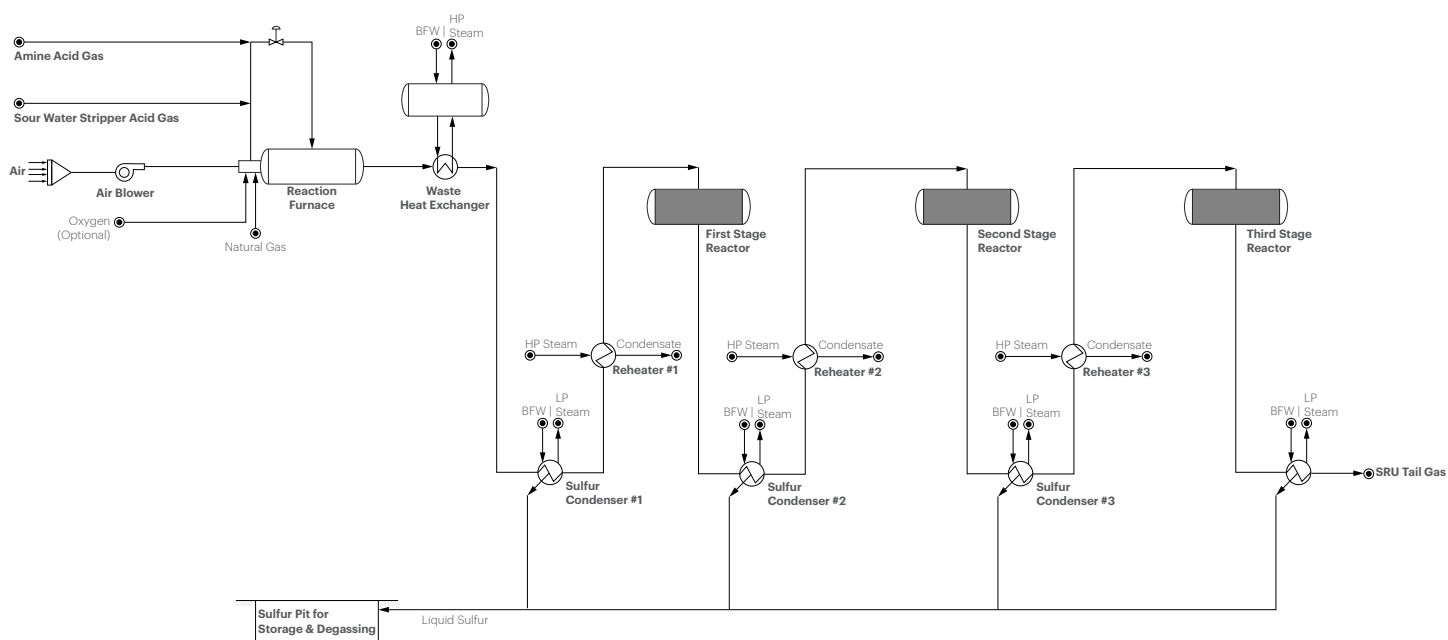 HP
BFW | Steam
Amine Acid Gas
Sour Water Stripper Acid Gas
Air
Air Blower
Reaction
Furnace
Waste
Heat Exchanger
Oxygen
(Optional)
Natural Gas
First Stage
Reactor
Second Stage
Reactor
Third Stage
Reactor
HP Steam
Condensate
Reheater #1
HP Steam
Condensate
Reheater #2
HP Steam
Condensate
Reheater #3
LP
BFW | Steam
Sulfur
Condenser #1
LP
BFW | Steam
Sulfur
Condenser #2
LP
BFW | Steam
Sulfur
Condenser #3
LP
BFW | Steam
SRU Tail Gas
Sulfur Pit for
Storage & Degassing
Liquid Sulfur